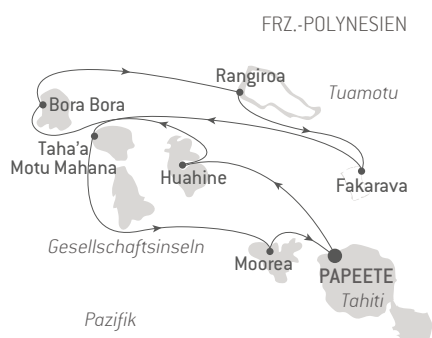 FRZ.-POLYNESIEN
Rangiroa
Tuamotu
Bora Bora
Taha'a
Motu Mahana
Huahine
Fakarava
Gesellschaftsinseln
Moorea
PAPEETE
Tahiti
Pazifik